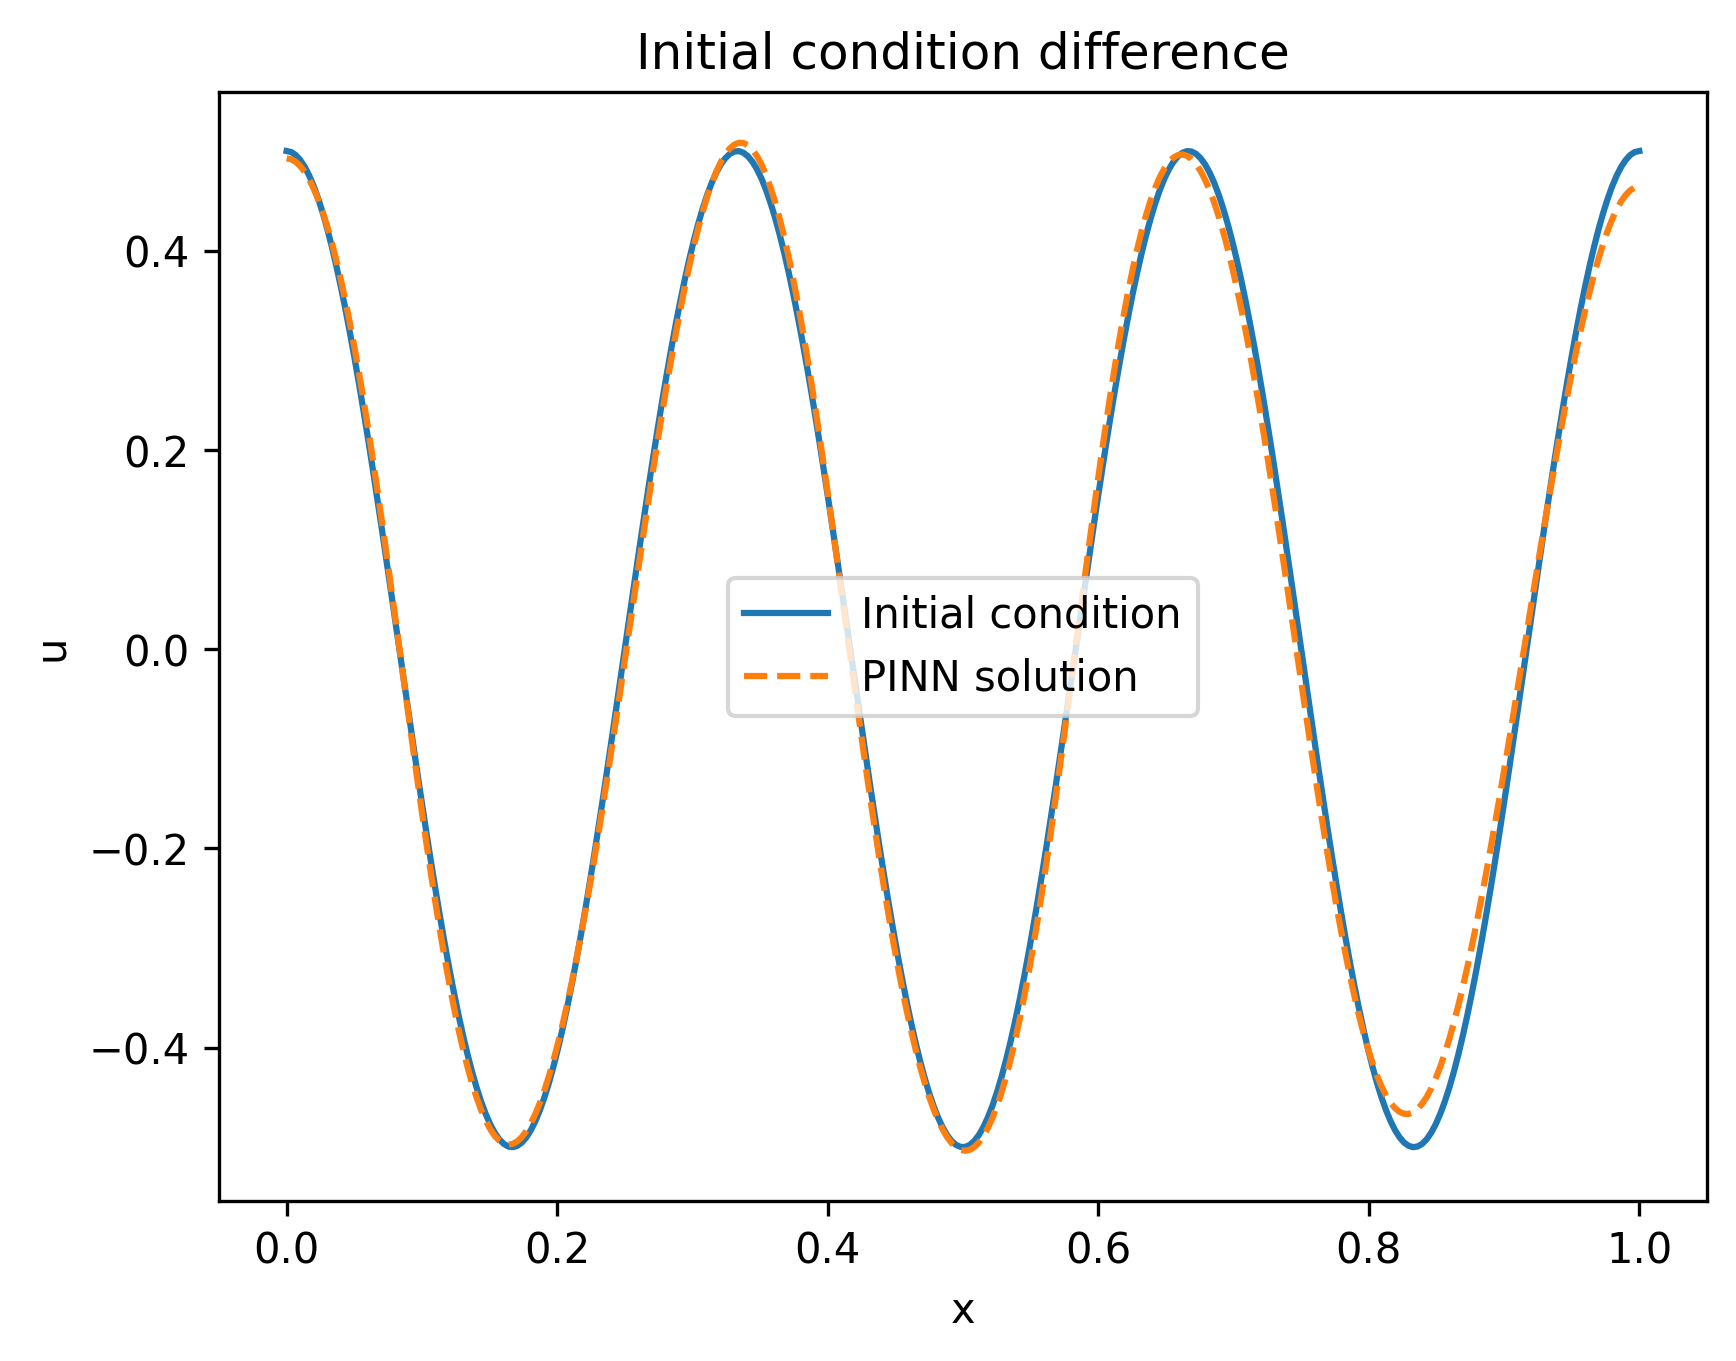 Initial condition difference
u
0.4
0.2
0.0
−0.2
−0.4
Initial condition
PINN solution
0.0 0.2 0.4 0.6 0.8 1.0
x